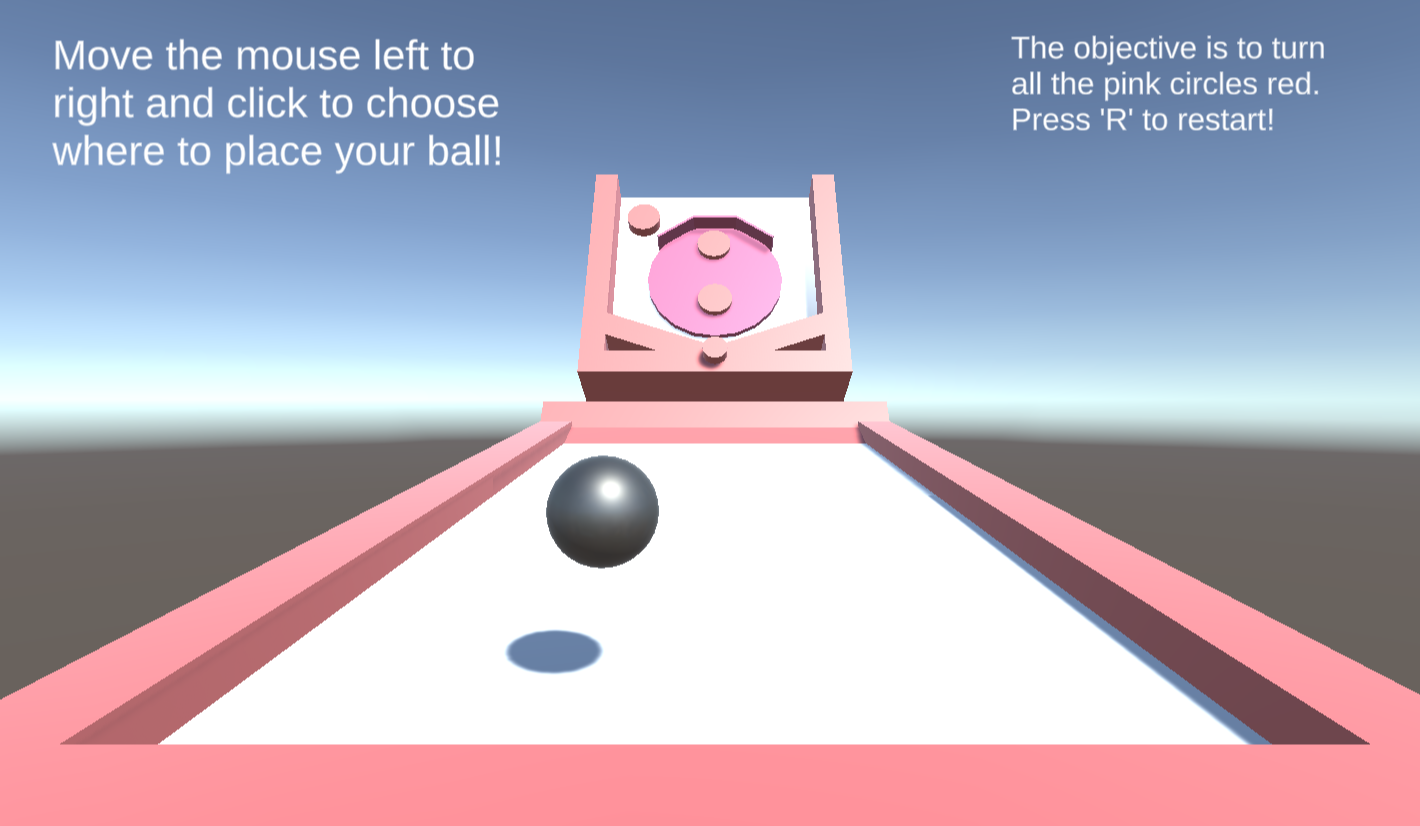 Move the mouse left to
right and click to choose
where to place your ball!
The objective is to turn
all the pink circles red.
Press 'R' to restart!